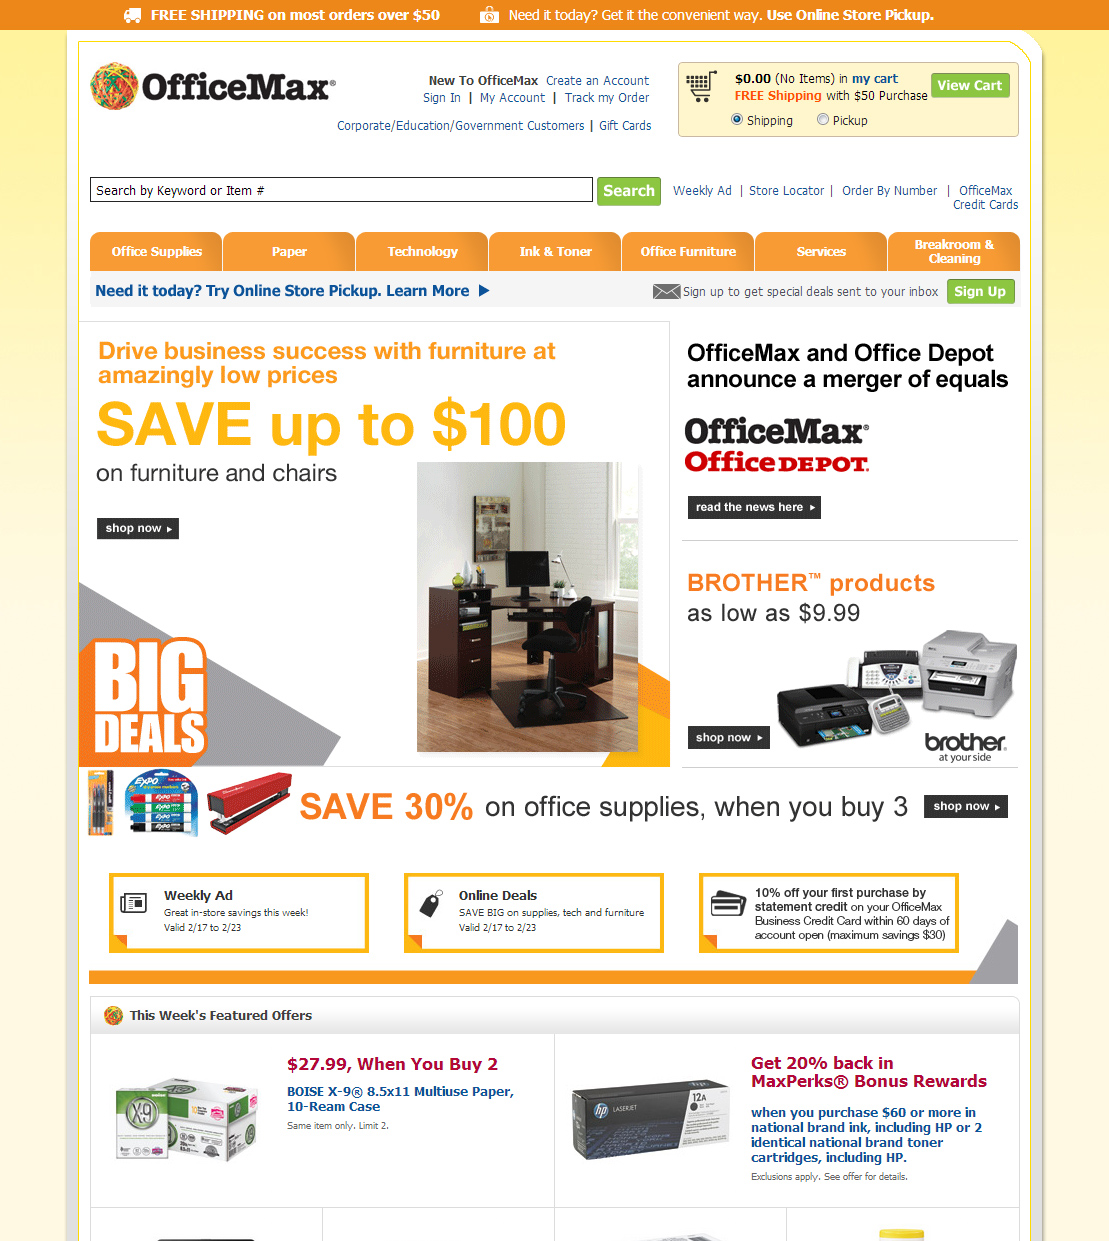 FREE SHIPPING on most orders over $50
Need it today? Get it the convenient way. Use Online Store Pickup.
OfficeMax®
New To OfficeMax Create an Account
Sign In | My Account | Track my Order
Corporate/Education/Government Customers | Gift Cards
$0.00 (No Items) in my cart
FREE Shipping with $50 Purchase
View Cart
Shipping Pickup
Search by Keyword or Item #
Search
Weekly Ad | Store Locator | Order By Number | OfficeMax
Credit Cards
Office Supplies
Paper
Technology
Ink & Toner
Office Furniture
Services
Breakroom &
Cleaning
Need it today? Try Online Store Pickup. Learn More
Sign up to get special deals sent to your inbox
Sign Up
Drive business success with furniture at
amazingly low prices
SAVE up to $100
on furniture and chairs
shop now
BIG
DEALS
OfficeMax and Office Depot
announce a merger of equals
OfficeMax®
Office DEPOT.
read the news here
BROTHER™ products
as low as $9.99
shop now
brother.
at your side
EXPO
SAVE 30% on office supplies, when you buy 3
shop now
Weekly Ad
Great in-store savings this week!
Valid 2/17 to 2/23
Online Deals
SAVE BIG on supplies, tech and furniture
Valid 2/17 to 2/23
10% off your first purchase by
statement credit on your OfficeMax
Business Credit Card within 60 days of
account open (maximum savings $30)
This Week's Featured Offers
X-9
$27.99, When You Buy 2
BOISE X-9® 8.5x11 Multiuse Paper,
10-Ream Case
Same item only. Limit 2.
hp LASERJET
12A
Get 20% back in
MaxPerks® Bonus Rewards
when you purchase $60 or more in
national brand ink, including HP or 2
identical national brand toner
cartridges, including HP.
Exclusions apply. See offer for details.